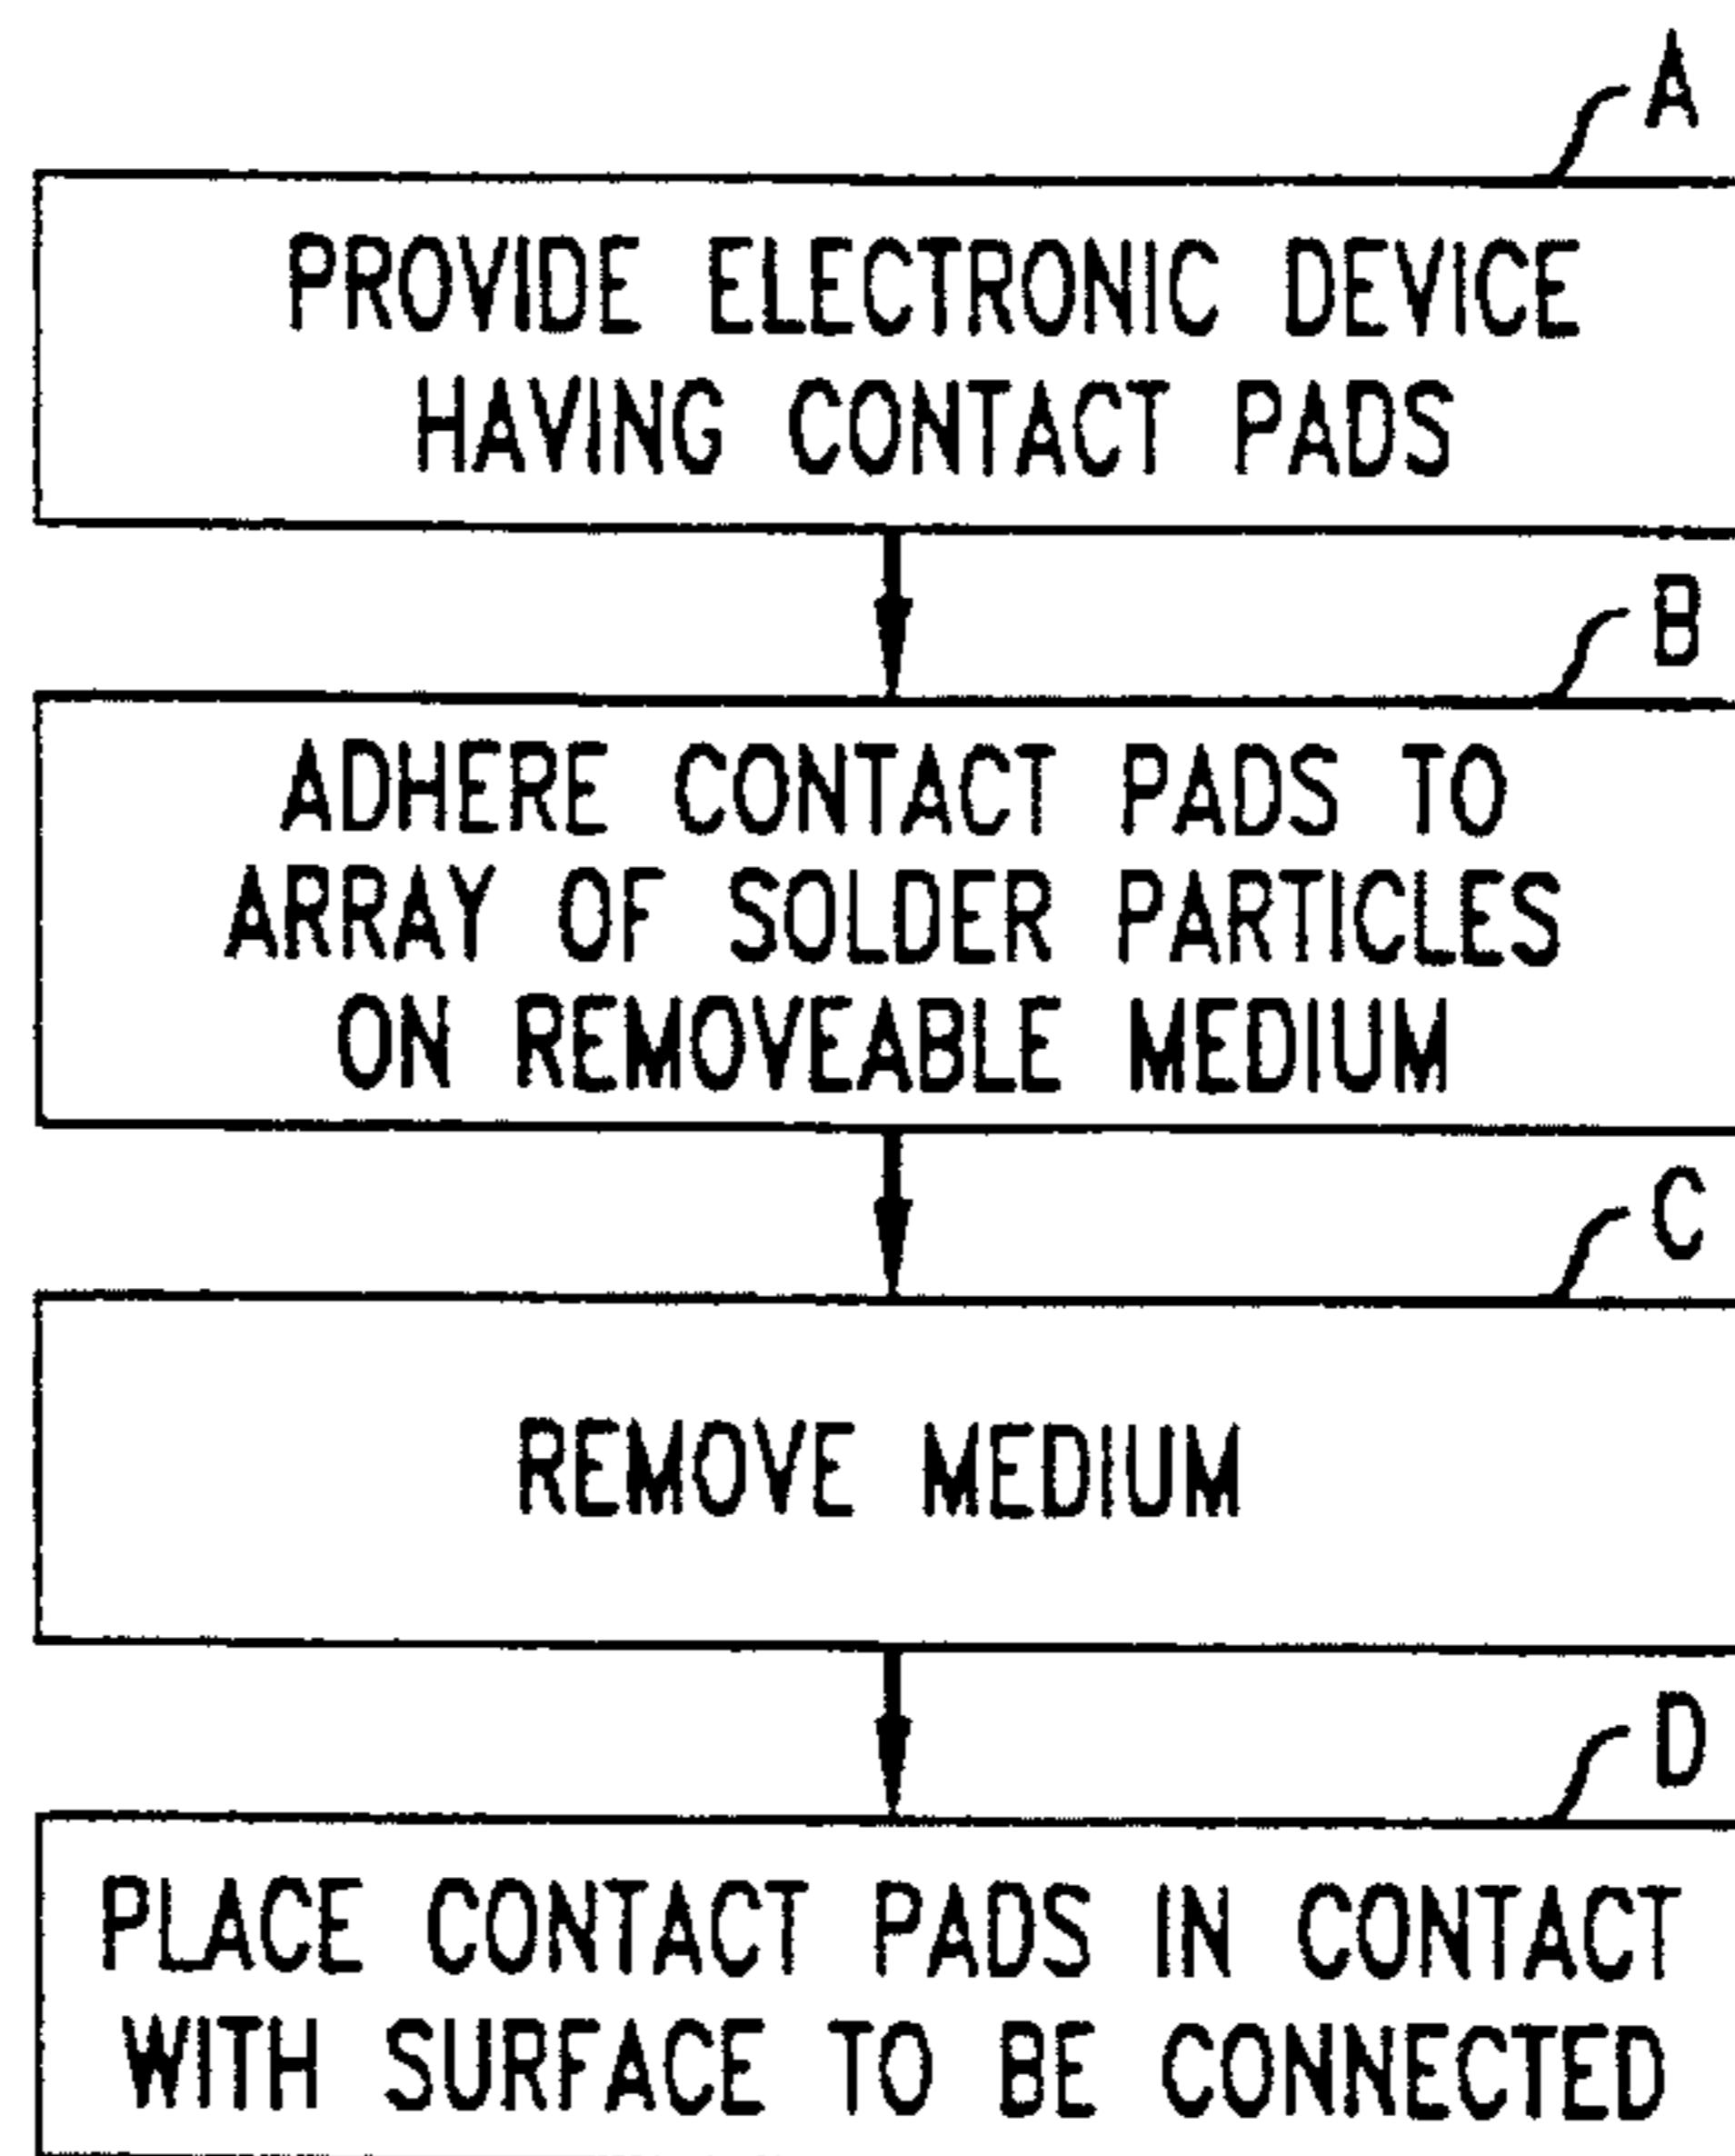 A
PROVIDE ELECTRONIC DEVICE
HAVING CONTACT PADS
B
ADHERE CONTACT PADS TO
ARRAY OF SOLDER PARTICLES
ON REMOVEABLE MEDIUM
C
REMOVE MEDIUM
D
PLACE CONTACT PADS IN CONTACT
WITH SURFACE TO BE CONNECTED